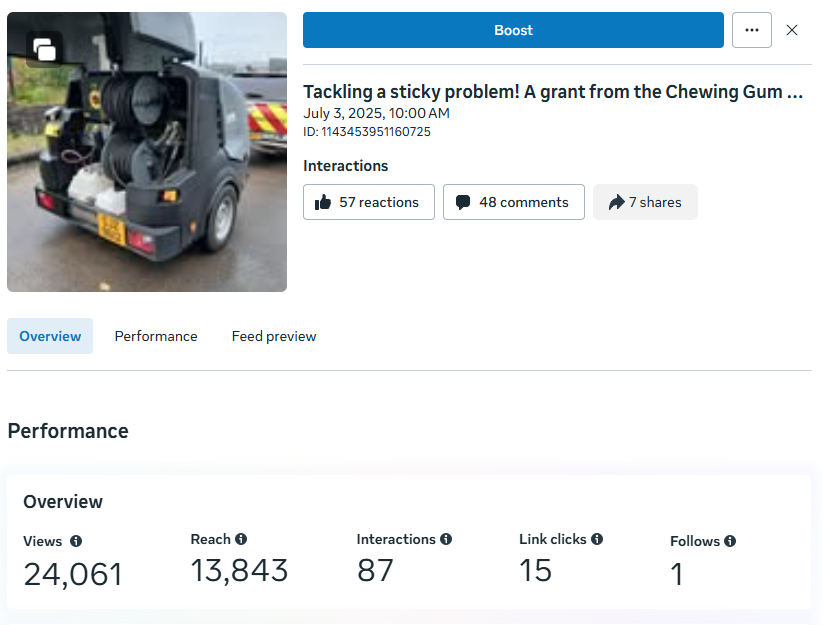 Boost
Tackling a sticky problem! A grant from the Chewing Gum ...
July 3, 2025, 10:00 AM
ID: 1143453951160725
Interactions
57 reactions 48 comments 7 shares
Overview Performance Feed preview
Performance
Overview
Views Reach Interactions Link clicks Follows
24,061 13,843 87 15 1